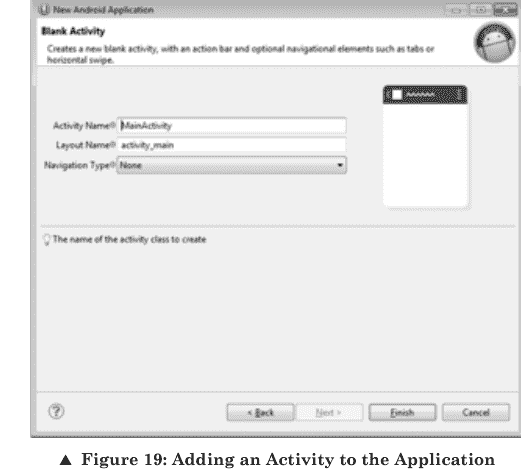 New Android Application
Blank Activity
Creates a new blank activity, with an action bar and optional navigational elements such as tabs or
horizontal swipe.
Activity Name MainActivity
Layout Name activity_main
Navigation Type None
The name of the activity class to create
?
< Back Next > Finish Cancel
▲ Figure 19: Adding an Activity to the Application